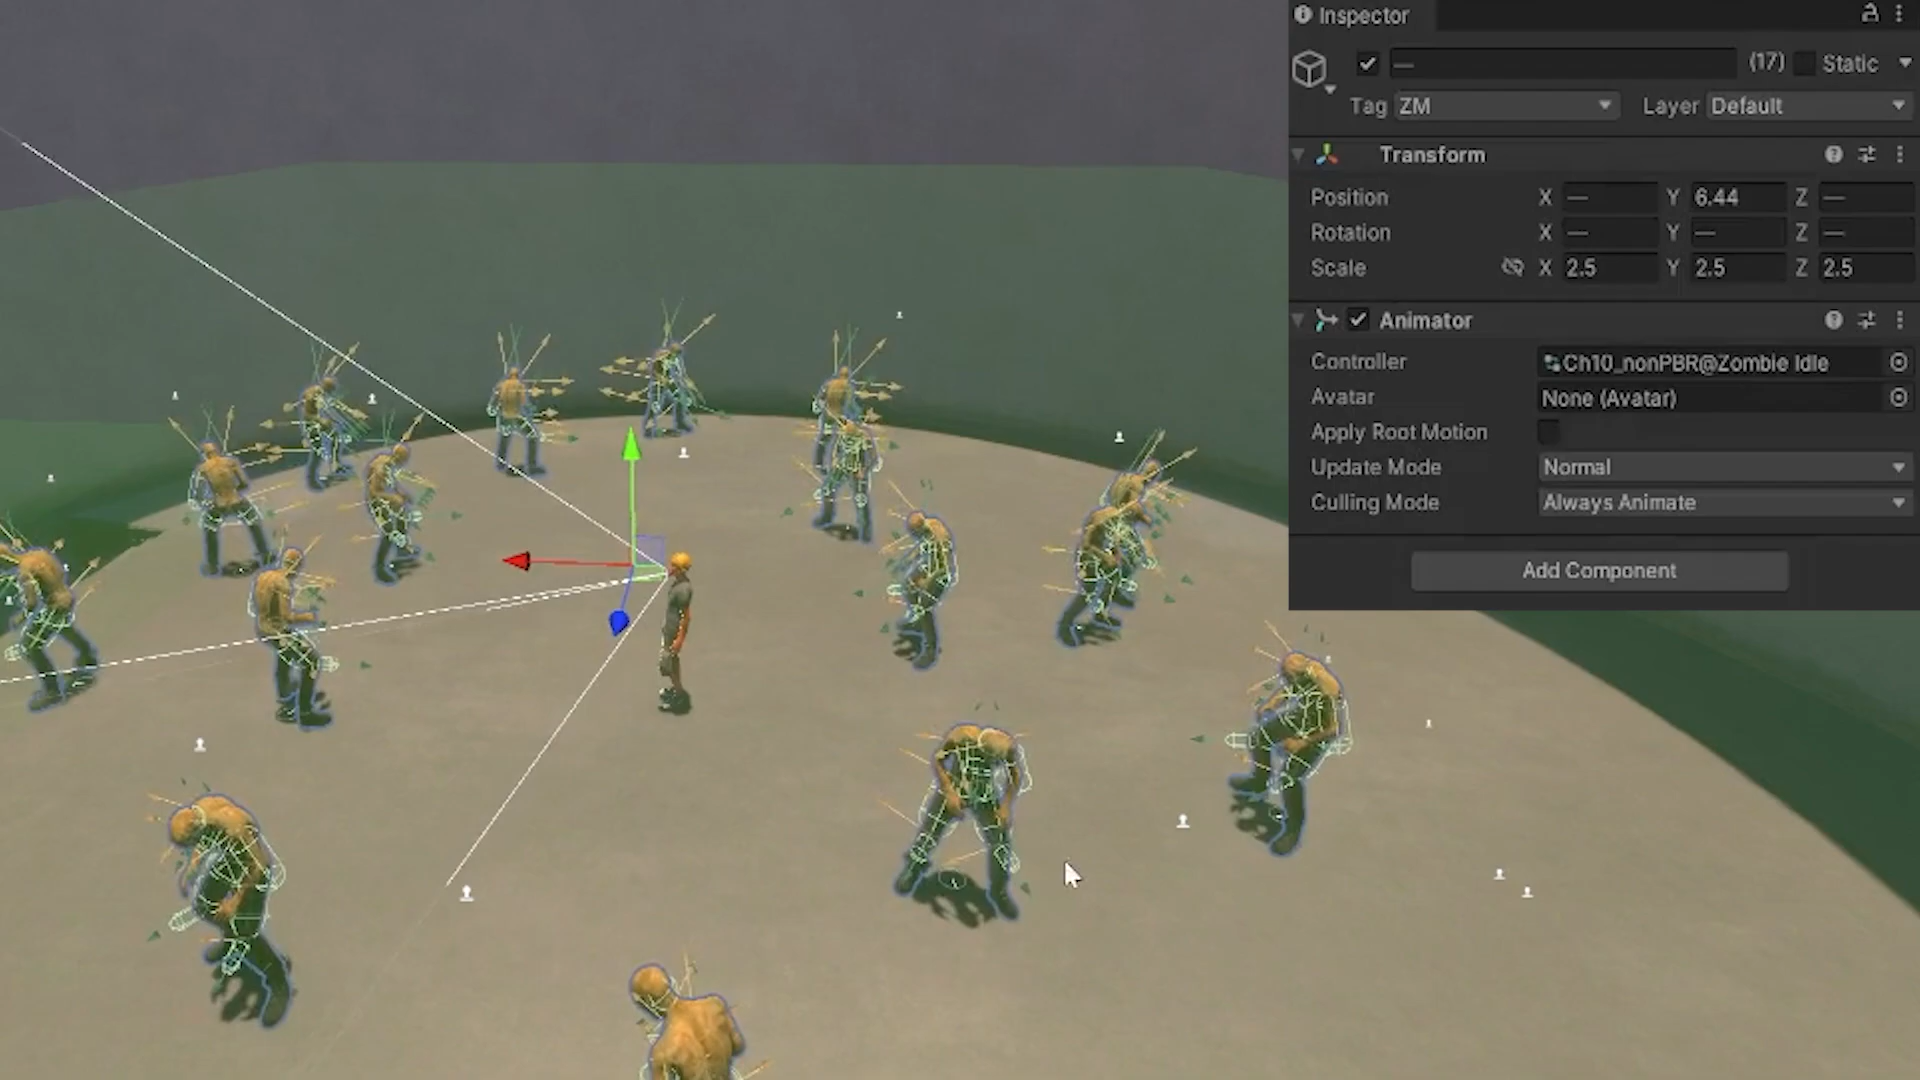 Inspector
— (17) Static
Tag ZM Layer Default
Transform
Position X — Y 6.44 Z —
Rotation X — Y — Z —
Scale X 2.5 Y 2.5 Z 2.5
Animator
Controller Ch10_nonPBR@Zombie Idle
Avatar None (Avatar)
Apply Root Motion
Update Mode Normal
Culling Mode Always Animate
Add Component